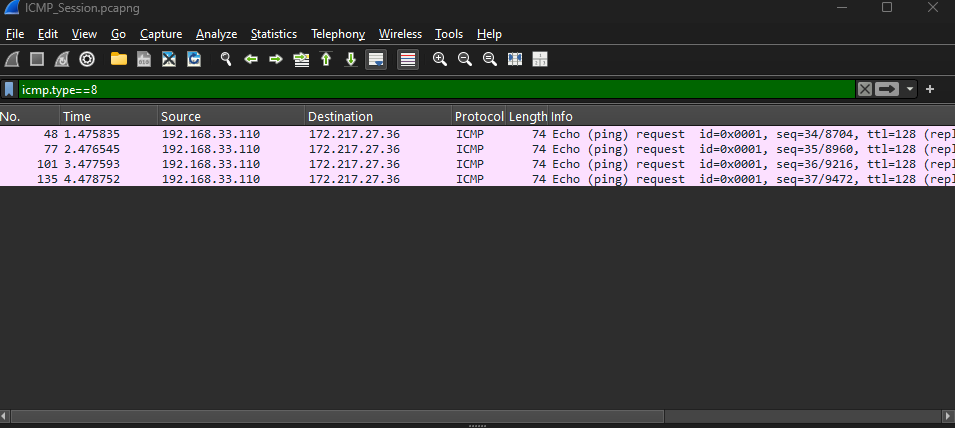 ICMP_Session.pcapng
File Edit View Go Capture Analyze Statistics Telephony Wireless Tools Help
icmp.type==8
No. Time Source Destination Protocol Length Info
48 1.475835 192.168.33.110 172.217.27.36 ICMP 74 Echo (ping) request id=0x0001, seq=34/8704, ttl=128 (repl
77 2.476545 192.168.33.110 172.217.27.36 ICMP 74 Echo (ping) request id=0x0001, seq=35/8960, ttl=128 (repl
101 3.477593 192.168.33.110 172.217.27.36 ICMP 74 Echo (ping) request id=0x0001, seq=36/9216, ttl=128 (repl
135 4.478752 192.168.33.110 172.217.27.36 ICMP 74 Echo (ping) request id=0x0001, seq=37/9472, ttl=128 (repl